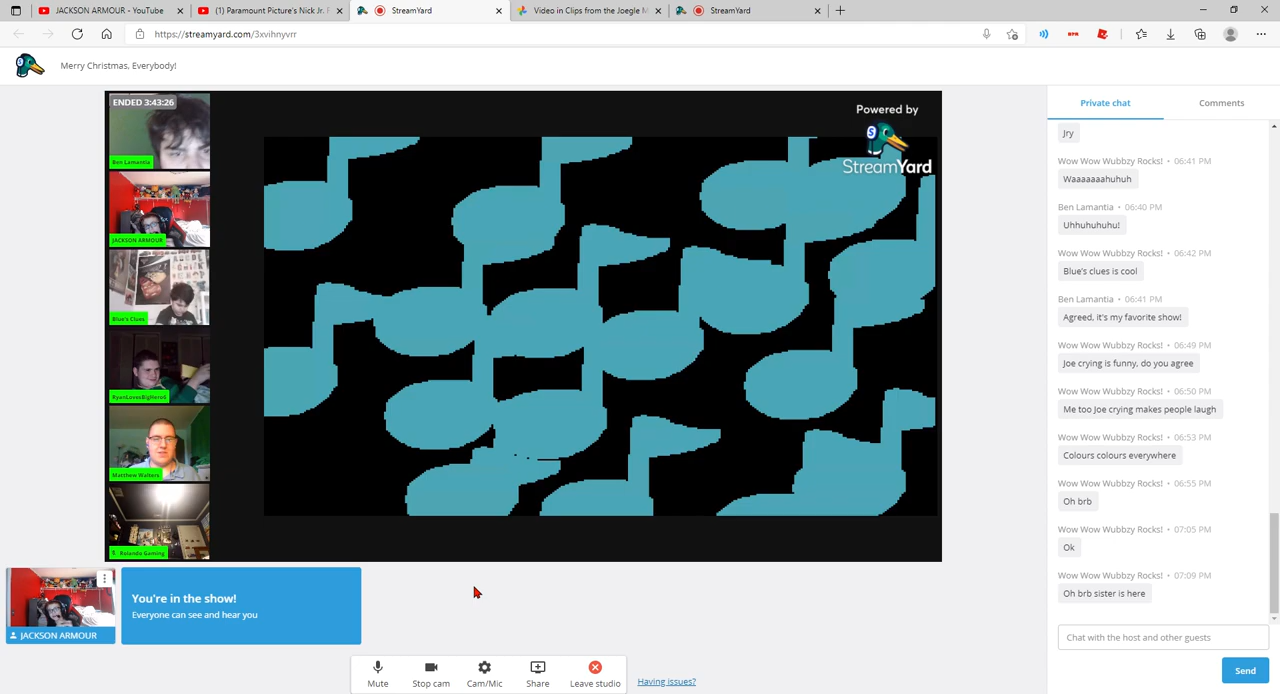 JACKSON ARMOUR - YouTube
(1) Paramount Picture's Nick Jr. F
StreamYard
Video in Clips from the Joegle M
StreamYard
https://streamyard.com/3xvihnyvrr
Merry Christmas, Everybody!
ENDED 3:43:26
Ben Lamantia
JACKSON ARMOUR
Blue's Clues
RyanLovesBigHero6
Matthew Walters
Rolando Gaming
Powered by
StreamYard
JACKSON ARMOUR
You're in the show!
Everyone can see and hear you
Mute
Stop cam
Cam/Mic
Share
Leave studio
Having issues?
Private chat
Comments
Jry
Wow Wow Wubbzy Rocks! • 06:41 PM
Waaaaaaahuhuh
Ben Lamantia • 06:40 PM
Uhhuhuhuhu!
Wow Wow Wubbzy Rocks! • 06:42 PM
Blue's clues is cool
Ben Lamantia • 06:41 PM
Agreed, it's my favorite show!
Wow Wow Wubbzy Rocks! • 06:49 PM
Joe crying is funny, do you agree
Wow Wow Wubbzy Rocks! • 06:50 PM
Me too Joe crying makes people laugh
Wow Wow Wubbzy Rocks! • 06:53 PM
Colours colours everywhere
Wow Wow Wubbzy Rocks! • 06:55 PM
Oh brb
Wow Wow Wubbzy Rocks! • 07:05 PM
Ok
Wow Wow Wubbzy Rocks! • 07:09 PM
Oh brb sister is here
Chat with the host and other guests
Send